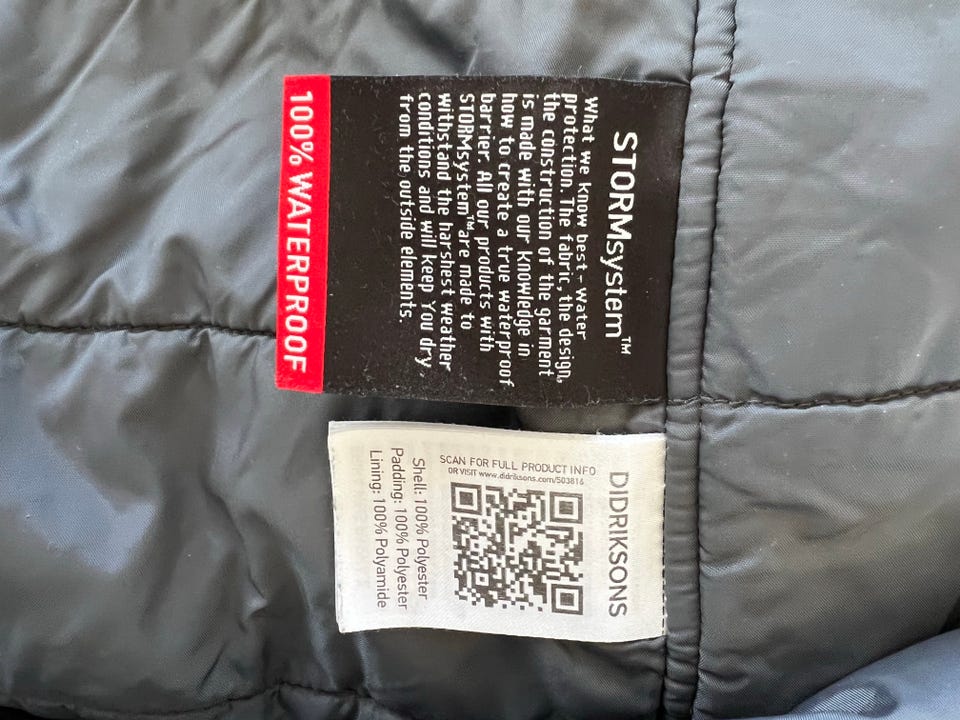 STORMsystem™
What we know best - water
protection. The fabric, the design,
the construction of the garment
is made with our knowledge in
how to create a true waterproof
barrier. All our products with
STORMsystem™ are made to
withstand the harshest weather
conditions and will keep You dry
from the outside elements.
100% WATERPROOF
DIDRIKSONS
SCAN FOR FULL PRODUCT INFO
OR VISIT www.didriksons.com/503816
Shell: 100% Polyester
Padding: 100% Polyester
Lining: 100% Polyamide